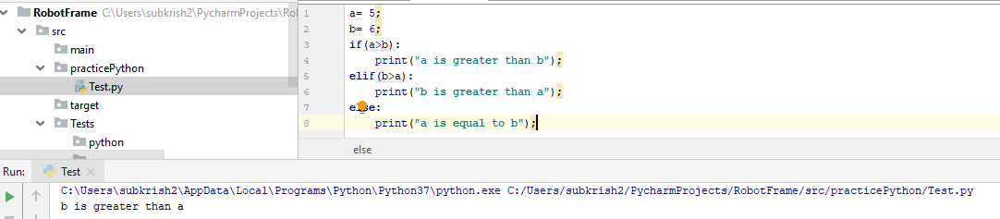 RobotFrame C:\Users\subkrish2\PycharmProjects\Ro
src
main
practicePython
Test.py
target
Tests
python
1 a= 5;
2 b= 6;
3 if(a>b):
4 print("a is greater than b");
5 elif(b>a):
6 print("b is greater than a");
7 else:
8 print("a is equal to b");
else
Run: Test ×
C:\Users\subkrish2\AppData\Local\Programs\Python\Python37\python.exe C:/Users/subkrish2/PycharmProjects/RobotFrame/src/practicePython/Test.py
b is greater than a